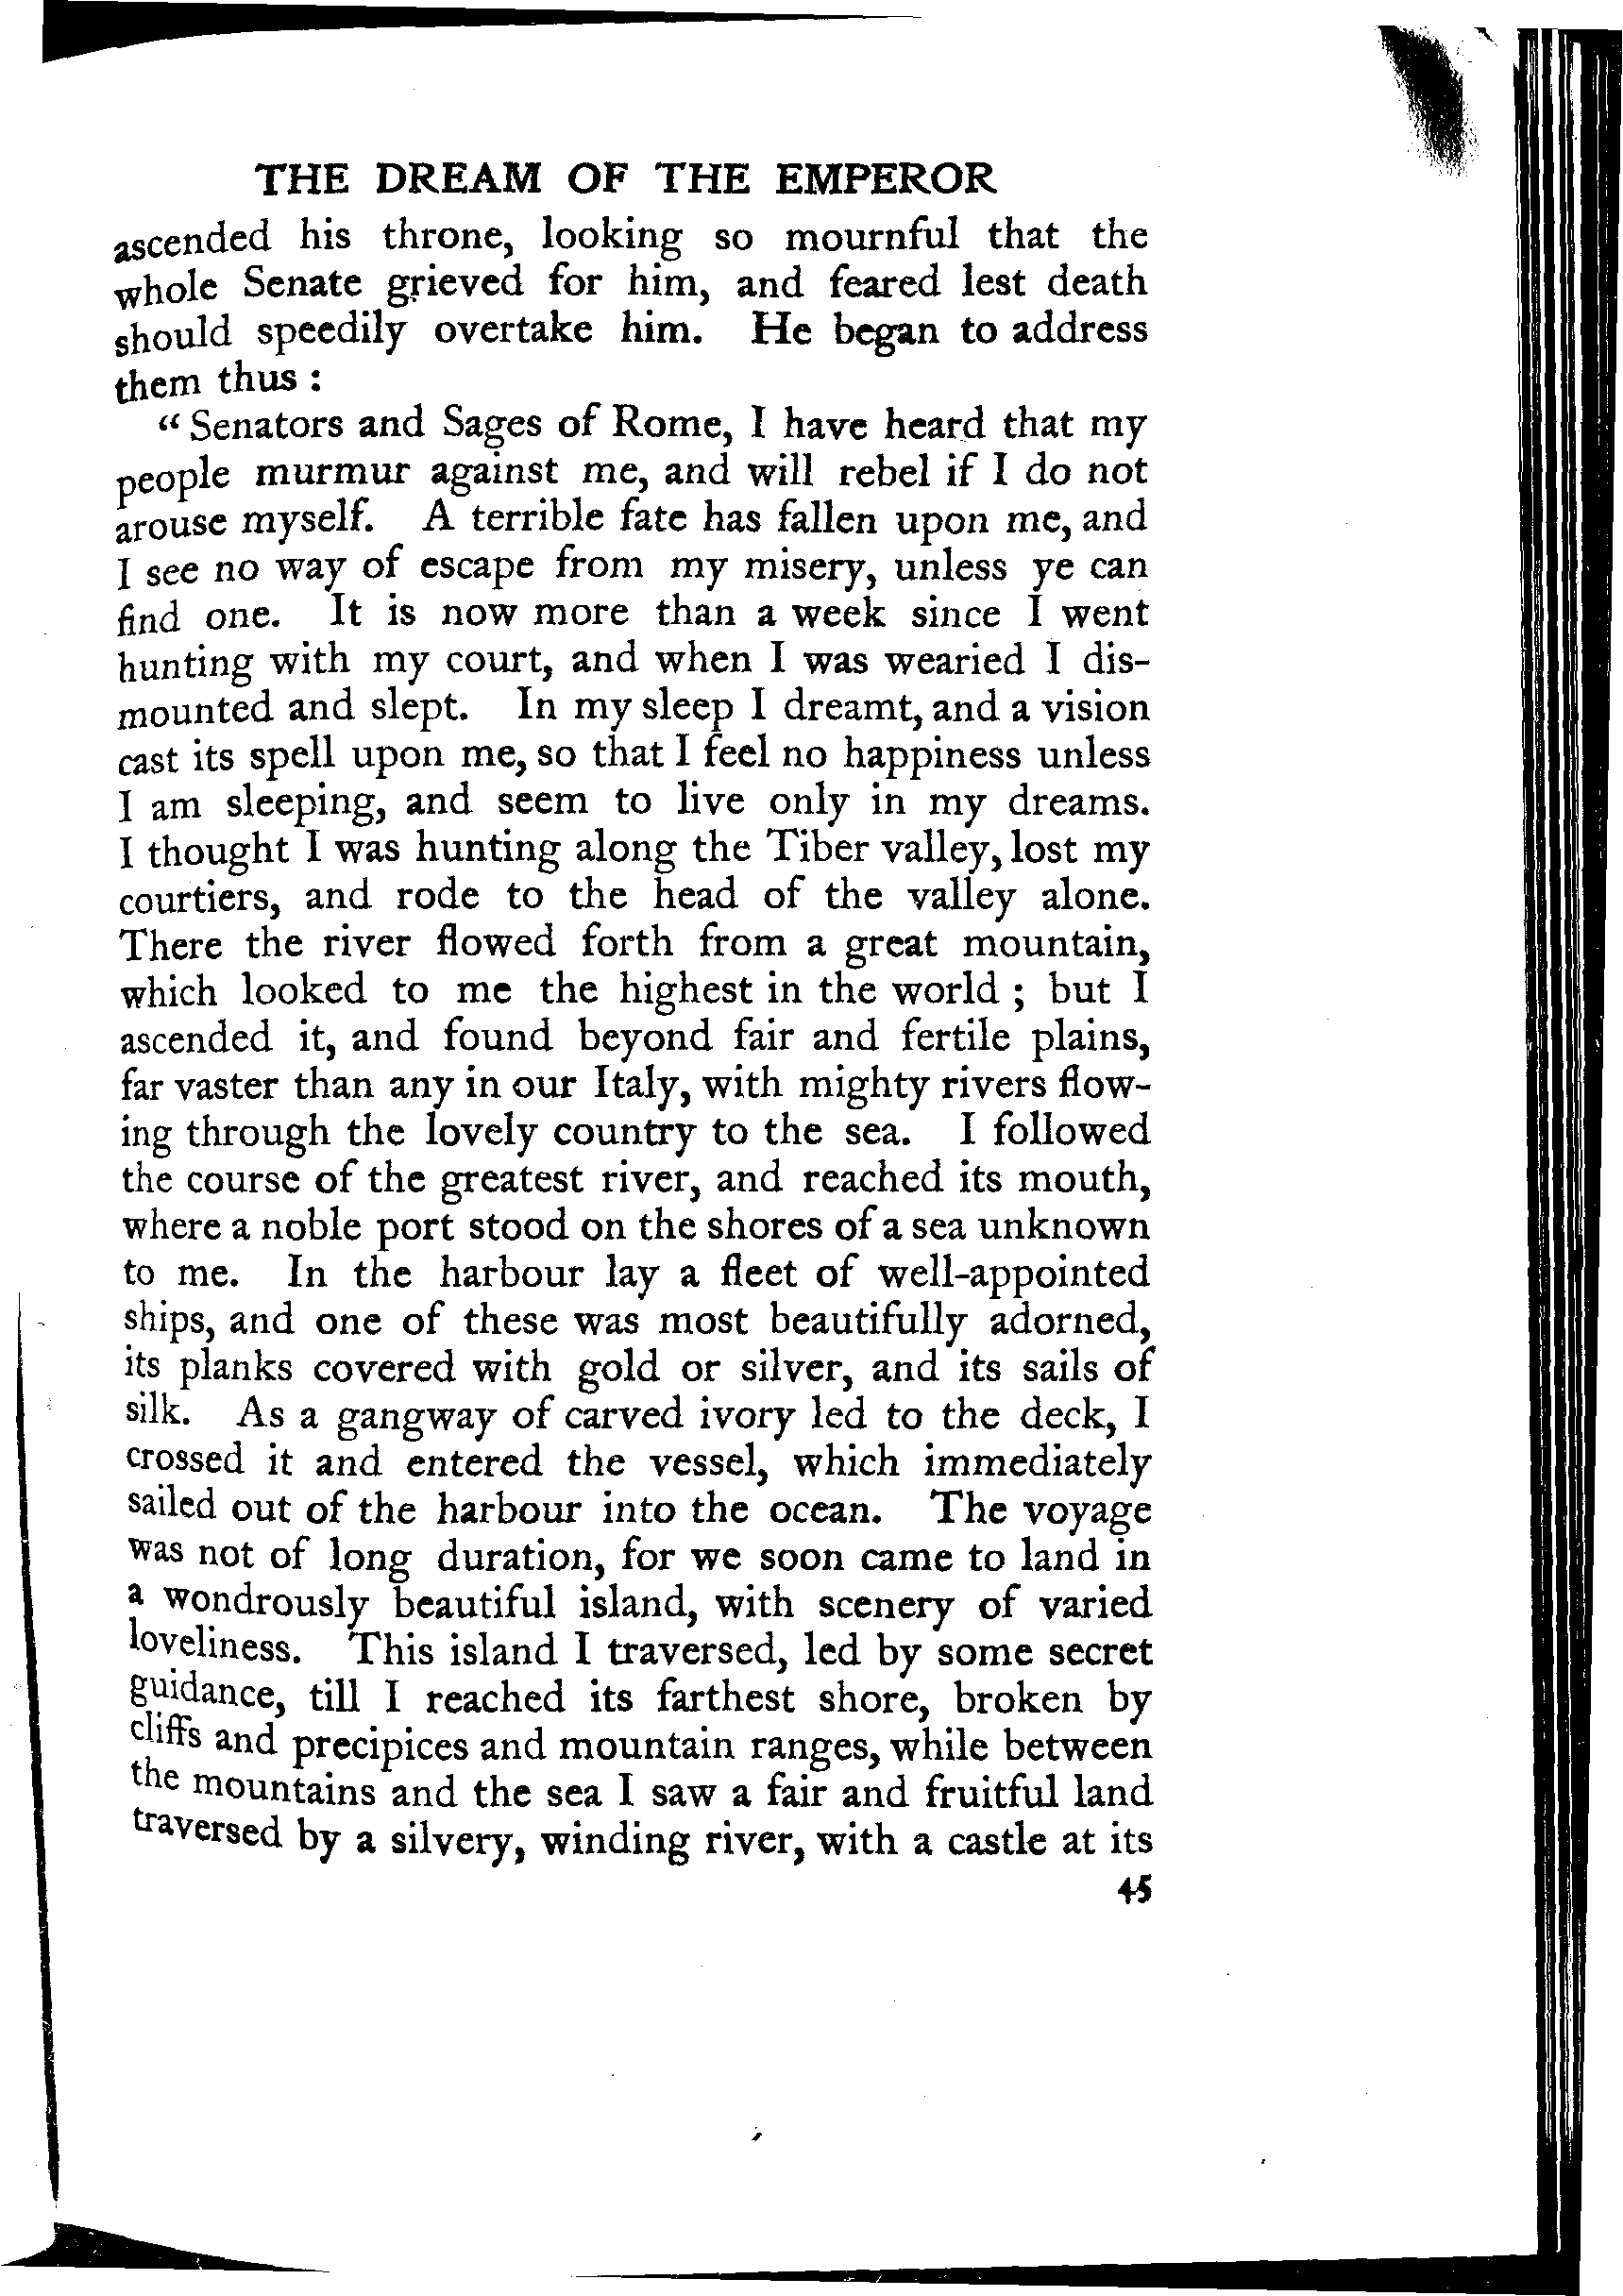 THE DREAM OF THE EMPEROR
ascended his throne, looking so mournful that the
whole Senate grieved for him, and feared lest death
should speedily overtake him. He began to address
them thus :
“ Senators and Sages of Rome, I have heard that my
people murmur against me, and will rebel if I do not
arouse myself. A terrible fate has fallen upon me, and
I see no way of escape from my misery, unless ye can
find one. It is now more than a week since I went
hunting with my court, and when I was wearied I dis-
mounted and slept. In my sleep I dreamt, and a vision
cast its spell upon me, so that I feel no happiness unless
I am sleeping, and seem to live only in my dreams.
I thought I was hunting along the Tiber valley, lost my
courtiers, and rode to the head of the valley alone.
There the river flowed forth from a great mountain,
which looked to me the highest in the world ; but I
ascended it, and found beyond fair and fertile plains,
far vaster than any in our Italy, with mighty rivers flow-
ing through the lovely country to the sea. I followed
the course of the greatest river, and reached its mouth,
where a noble port stood on the shores of a sea unknown
to me. In the harbour lay a fleet of well-appointed
ships, and one of these was most beautifully adorned,
its planks covered with gold or silver, and its sails of
silk. As a gangway of carved ivory led to the deck, I
crossed it and entered the vessel, which immediately
sailed out of the harbour into the ocean. The voyage
was not of long duration, for we soon came to land in
a wondrously beautiful island, with scenery of varied
loveliness. This island I traversed, led by some secret
guidance, till I reached its farthest shore, broken by
cliffs and precipices and mountain ranges, while between
the mountains and the sea I saw a fair and fruitful land
traversed by a silvery, winding river, with a castle at its
45